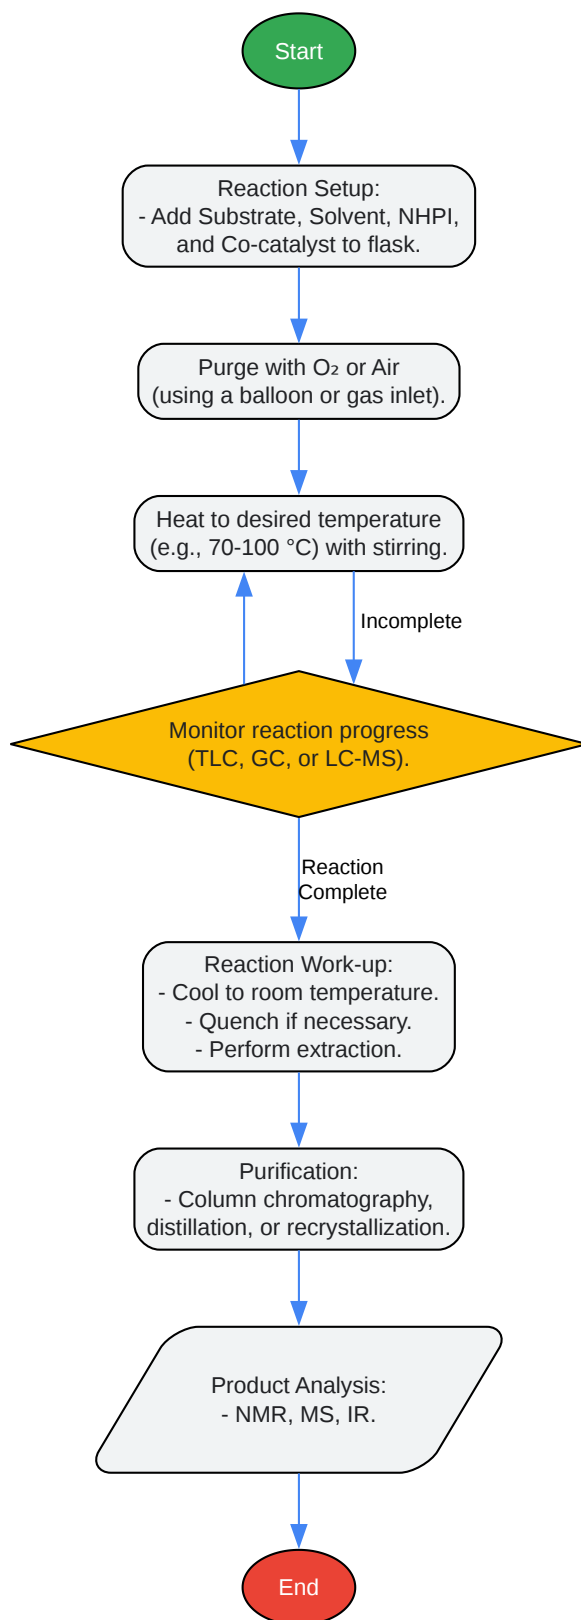 Start
Reaction Setup:
- Add Substrate, Solvent, NHPI,
and Co-catalyst to flask.
Purge with O₂ or Air
(using a balloon or gas inlet).
Heat to desired temperature
(e.g., 70-100 °C) with stirring.
Incomplete
Monitor reaction progress
(TLC, GC, or LC-MS).
Reaction
Complete
Reaction Work-up:
- Cool to room temperature.
- Quench if necessary.
- Perform extraction.
Purification:
- Column chromatography,
distillation, or recrystallization.
Product Analysis:
- NMR, MS, IR.
End